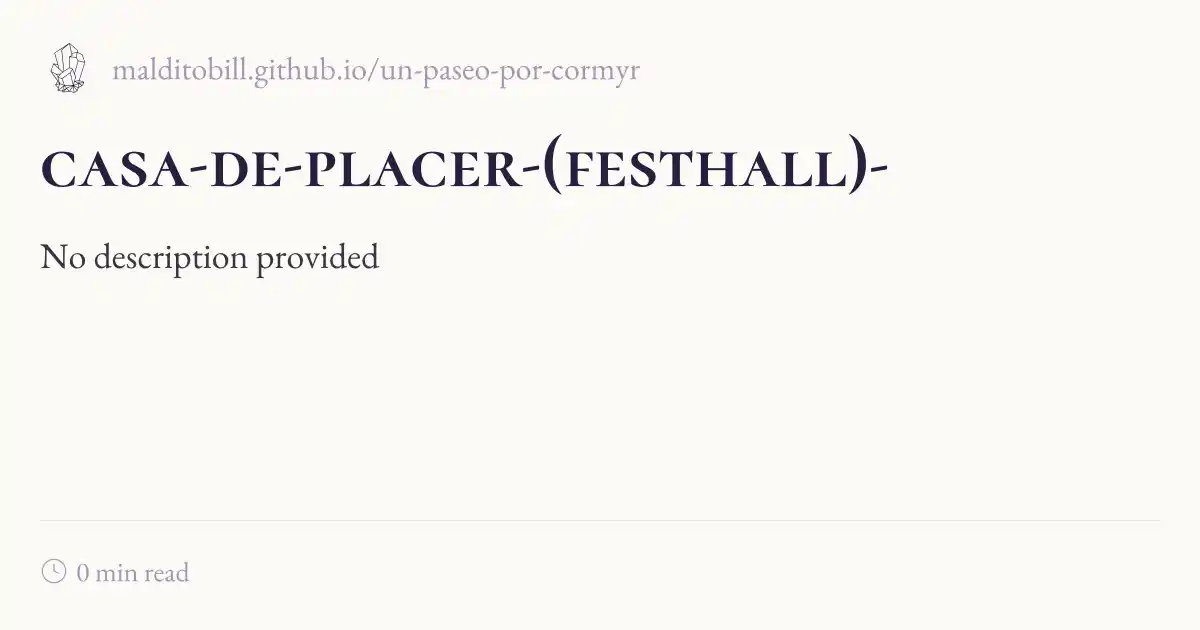 malditobill.github.io/un-paseo-por-cormyr
CASA-DE-PLACER-(FESTHALL)-
No description provided
0 min read